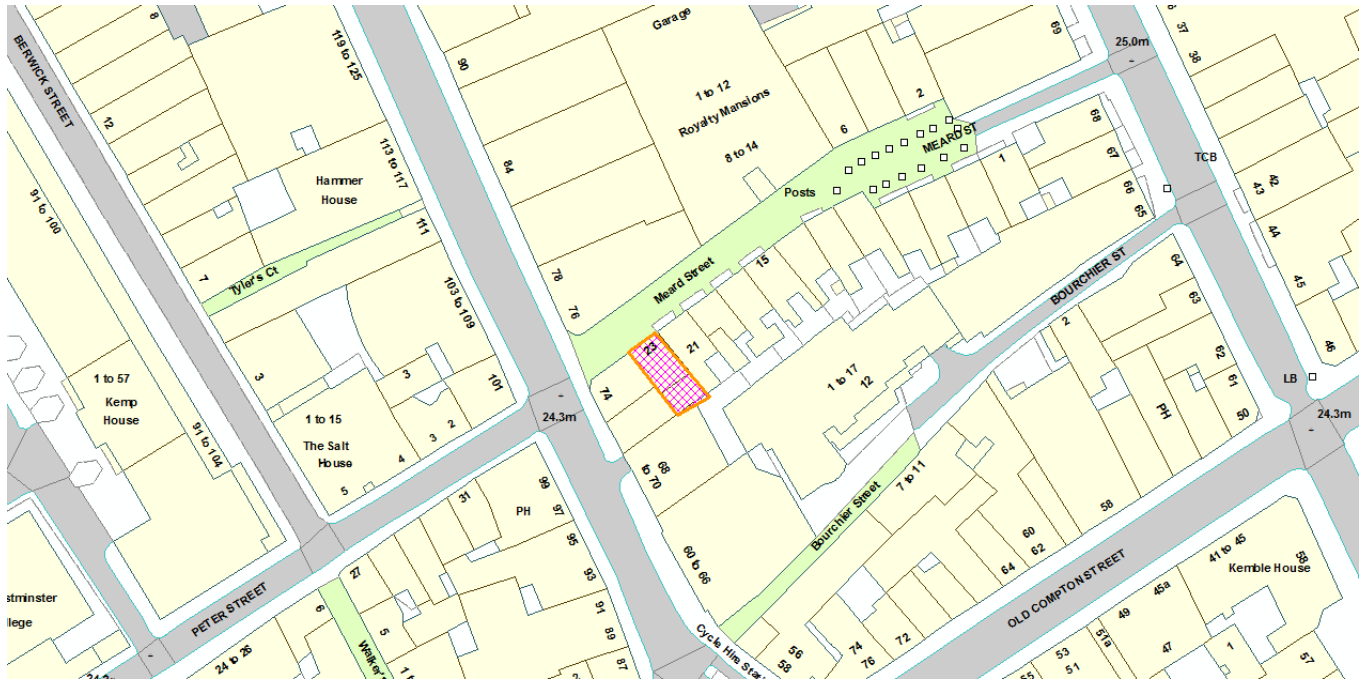 BERWICK STREET
8
119 to 125
90
Garage
69
37
38
25.0m
12
1 to 12
Royalty Mansions
8 to 14
2
6
MEARD ST
68
67
66
65
TCB
42
43
44
45
46
91 to 100
Hammer
House
113 to 117
111
84
Posts
1
7
Tyler's Ct
103 to 109
78
76
Meard Street
15
BOURCHIER ST
64
63
62
61
50
2
23
21
74
1 to 17
12
LB
24.3m
3
3
101
1 to 57
Kemp
House
91 to 104
1 to 15
The Salt
House
2
3
4
5
24.3m
68
to
70
PH
31
PH
99
97
95
93
91
89
87
7 to 11
Bourchier Street
58
60
62
64
60 to 66
OLD COMPTON STREET
41 to 45
Kemble House
58
stminster
llege
PETER STREET
27
6
5
24 to 26
Walker's
1 t
Cycle Hire Stat
56
58
72
74
76
45a
49
47
51a
53
51
55
1
57